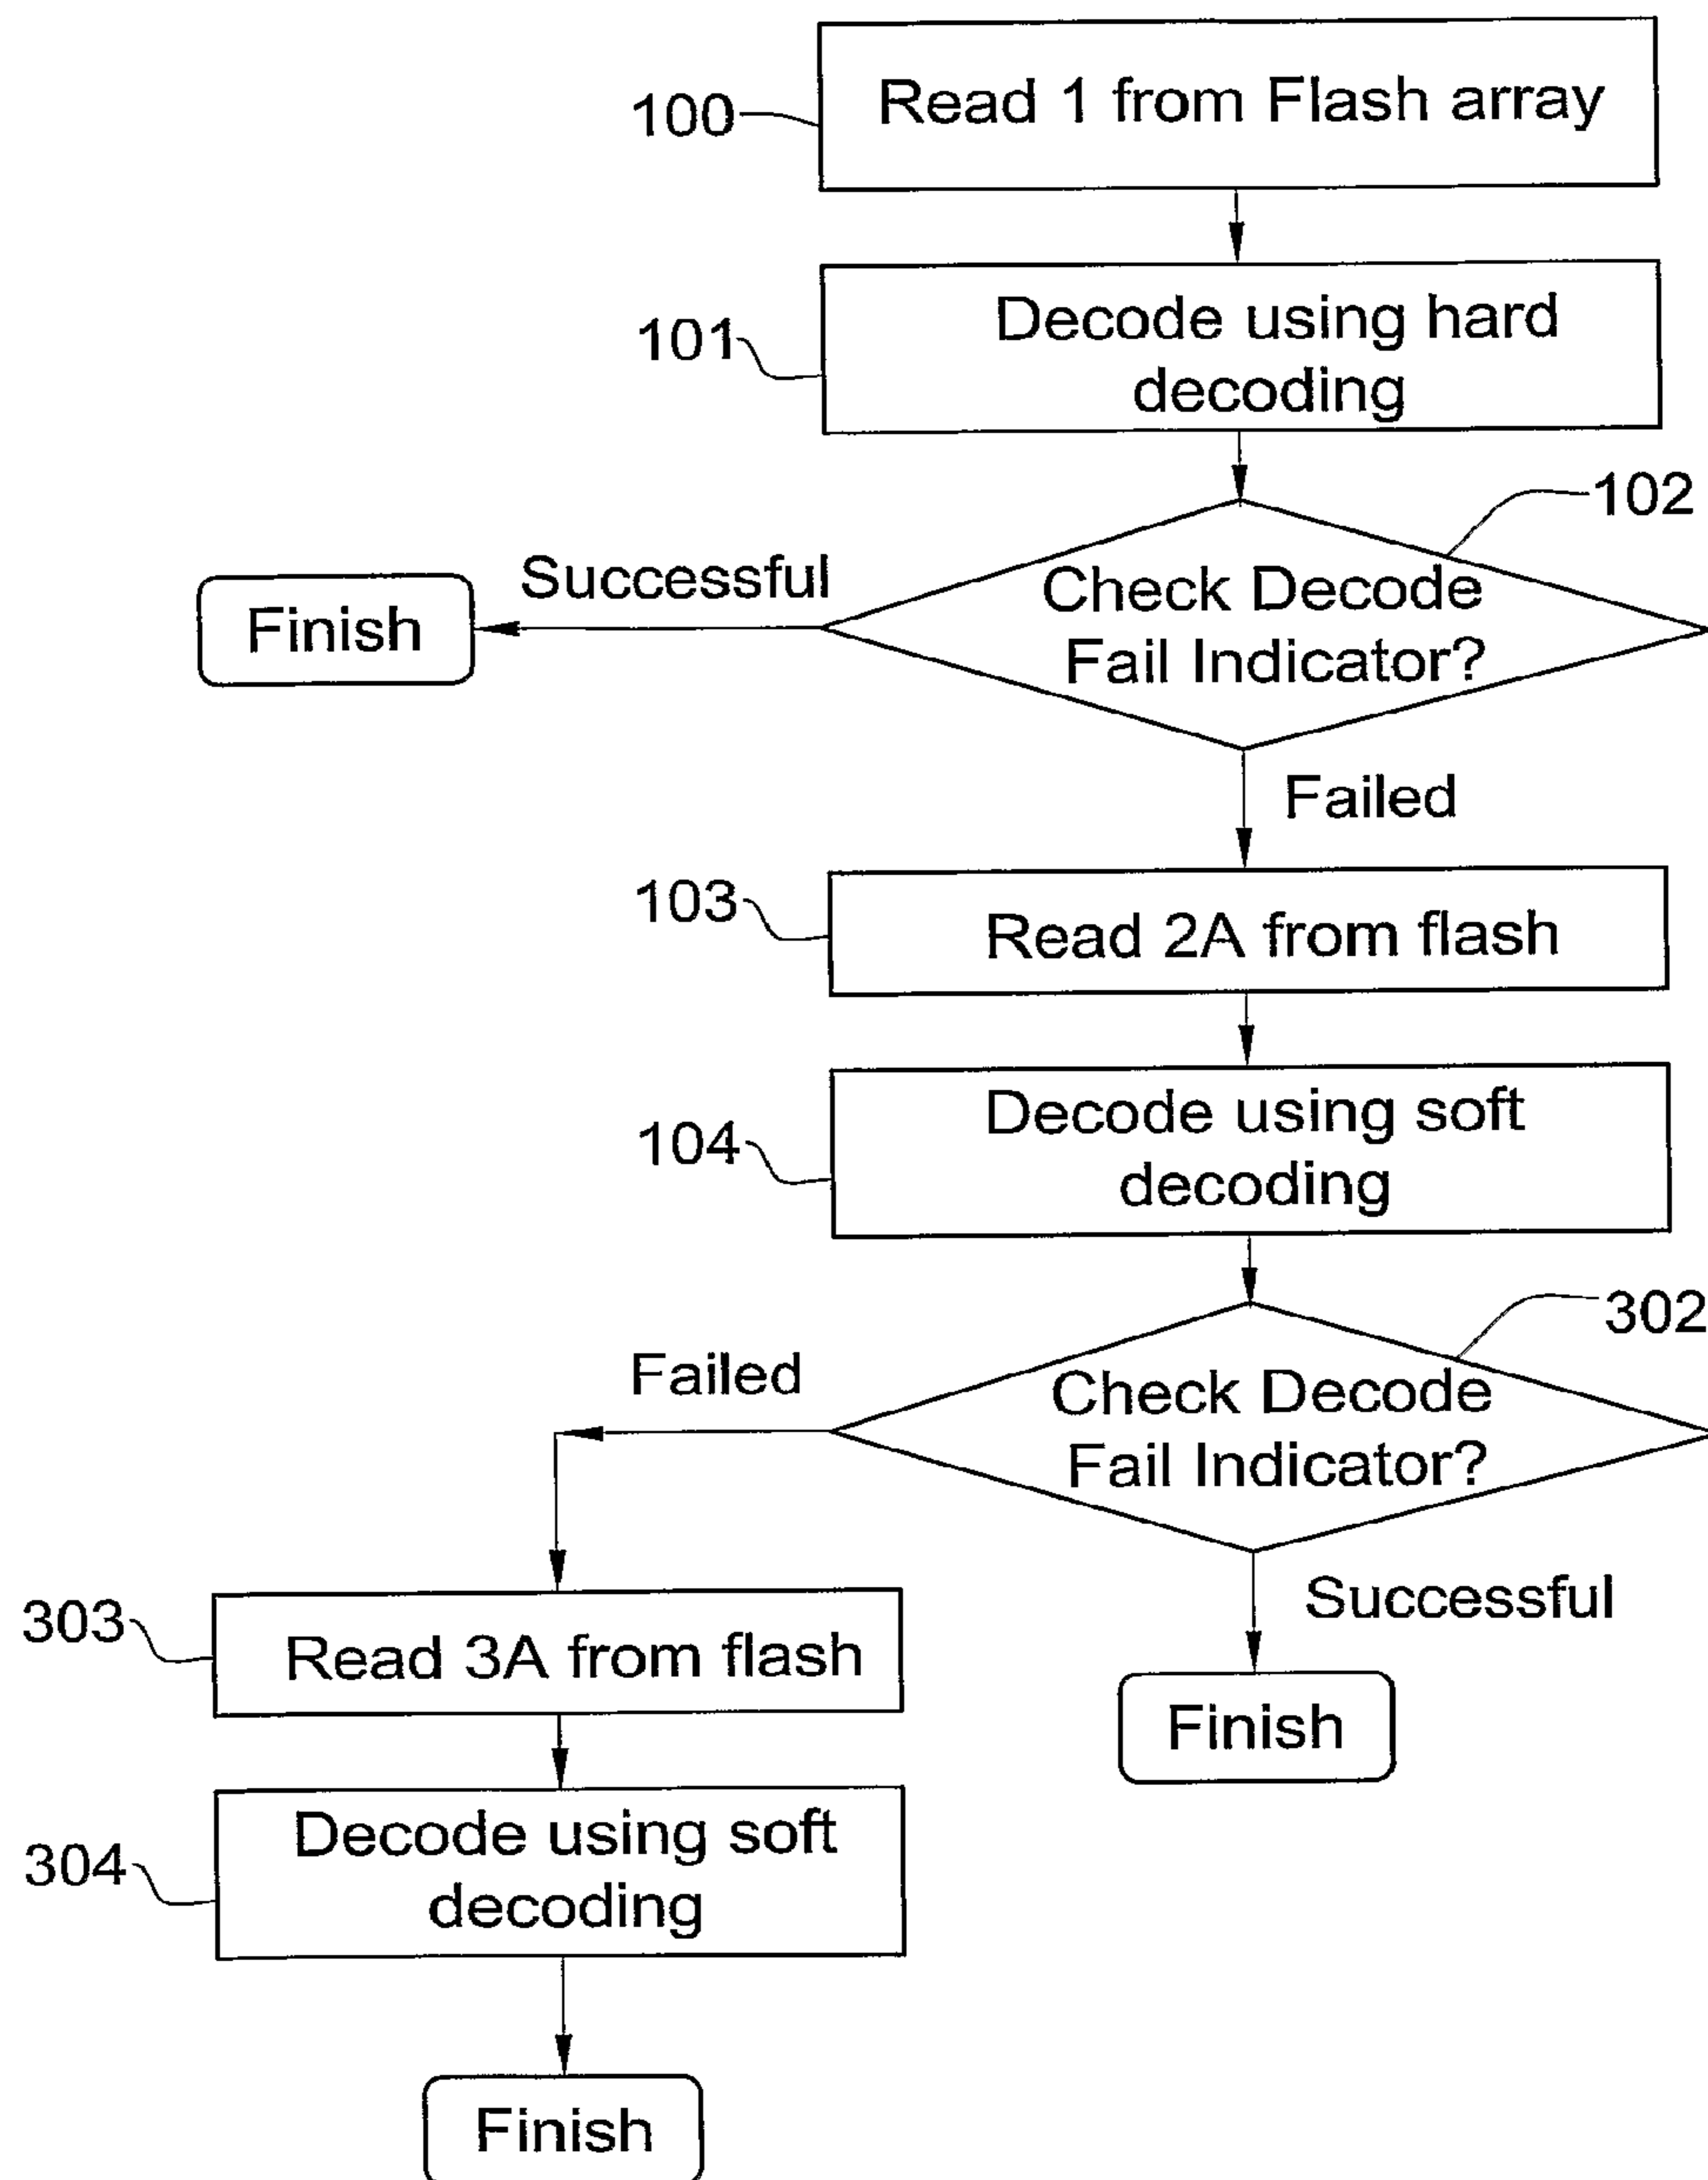 100
Read 1 from Flash array
101
Decode using hard
decoding
102
Successful
Check Decode
Fail Indicator?
Finish
Failed
103
Read 2A from flash
104
Decode using soft
decoding
302
Failed
Check Decode
Fail Indicator?
303
Read 3A from flash
Successful
Finish
304
Decode using soft
decoding
Finish